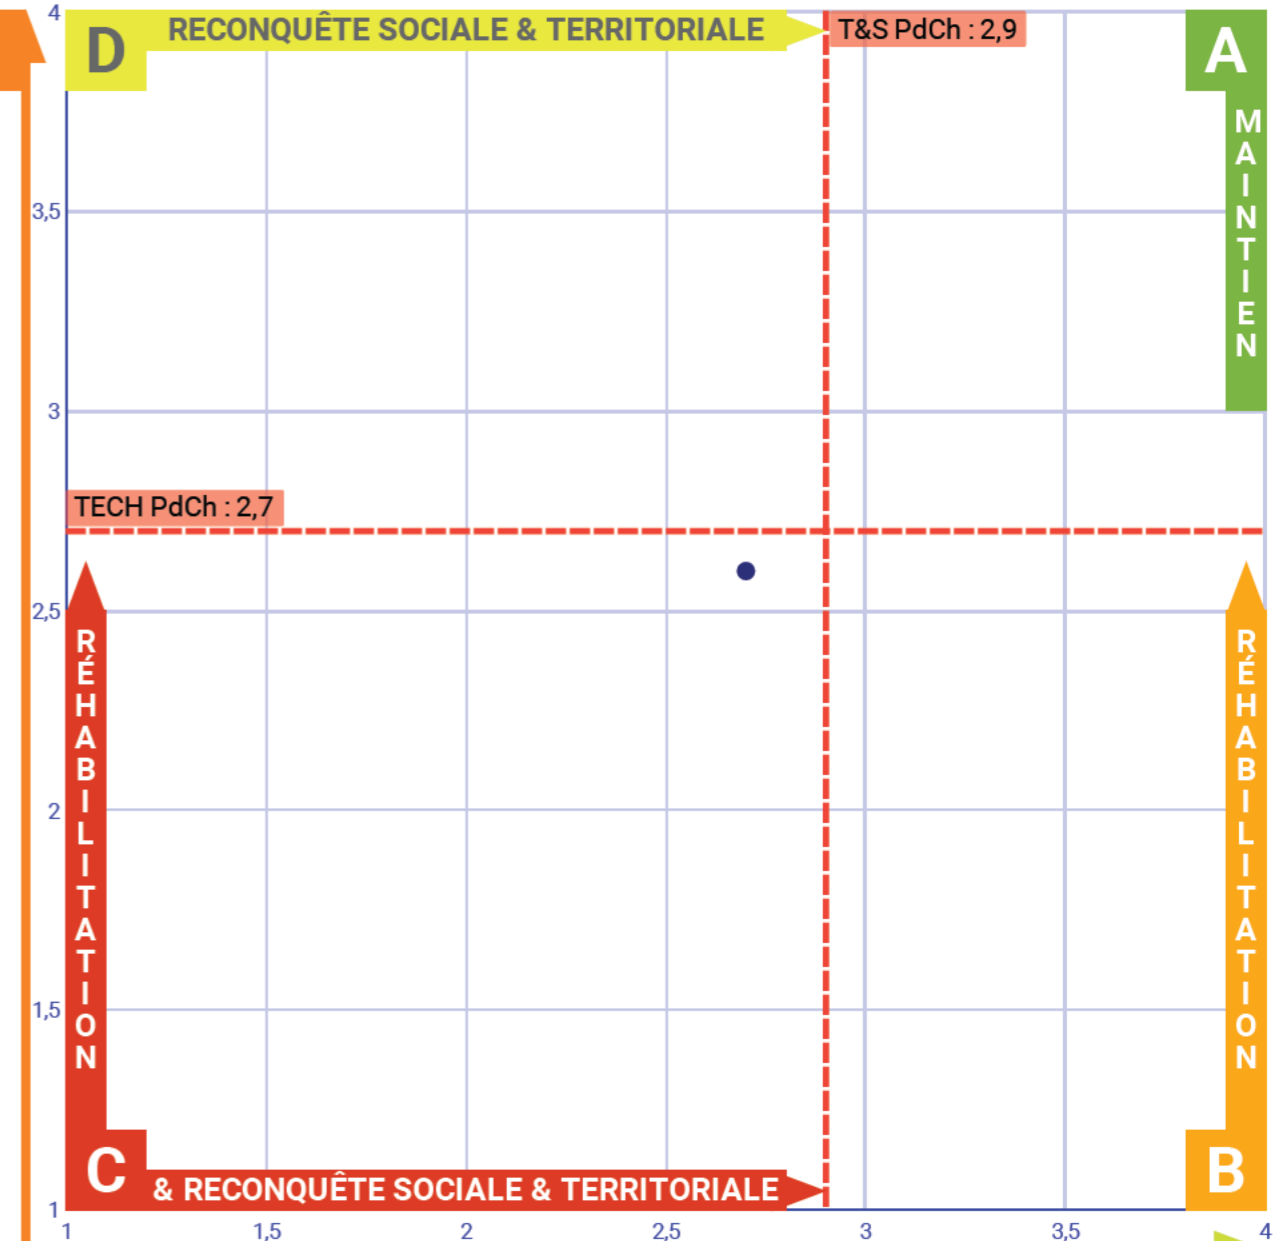 4
D
RECONQUÊTE SOCIALE & TERRITORIALE
T&S PdCh : 2,9
A
MAINTIEN
3,5
3
TECH PdCh : 2,7
2,5
RÉHABILITATION
RÉHABILITATION
2
1,5
C
& RECONQUÊTE SOCIALE & TERRITORIALE
B
1
1
1,5
2
2,5
3
3,5
4